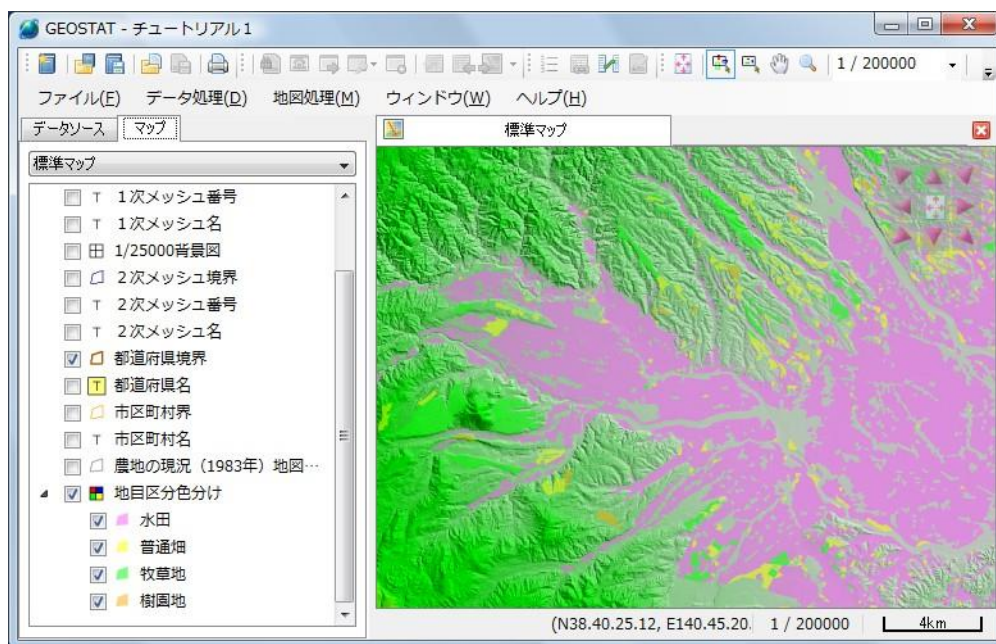 GEOSTAT - チュートリアル1
1 / 200000
ファイル(F) データ処理(D) 地図処理(M) ウィンドウ(W) ヘルプ(H)
データソース マップ
標準マップ
標準マップ
T 1次メッシュ番号
T 1次メッシュ名
1/25000背景図
2次メッシュ境界
T 2次メッシュ番号
T 2次メッシュ名
都道府県境界
T 都道府県名
市区町村界
T 市区町村名
農地の現況（1983年）地図…
地目区分色分け
水田
普通畑
牧草地
樹園地
(N38.40.25.12, E140.45.20. 1 / 200000 4km